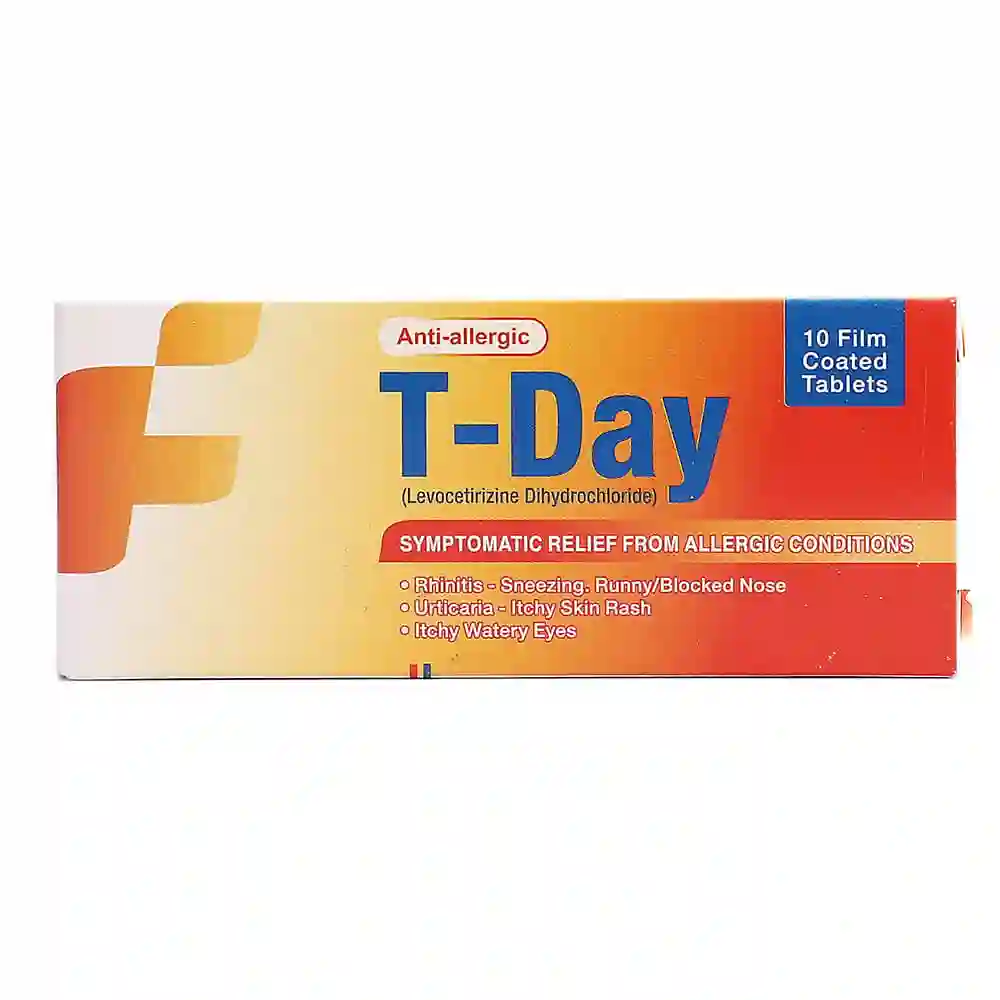 Anti-allergic
T-Day
(Levocetirizine Dihydrochloride)
10 Film
Coated
Tablets
SYMPTOMATIC RELIEF FROM ALLERGIC CONDITIONS
• Rhinitis - Sneezing. Runny/Blocked Nose
• Urticaria - Itchy Skin Rash
• Itchy Watery Eyes